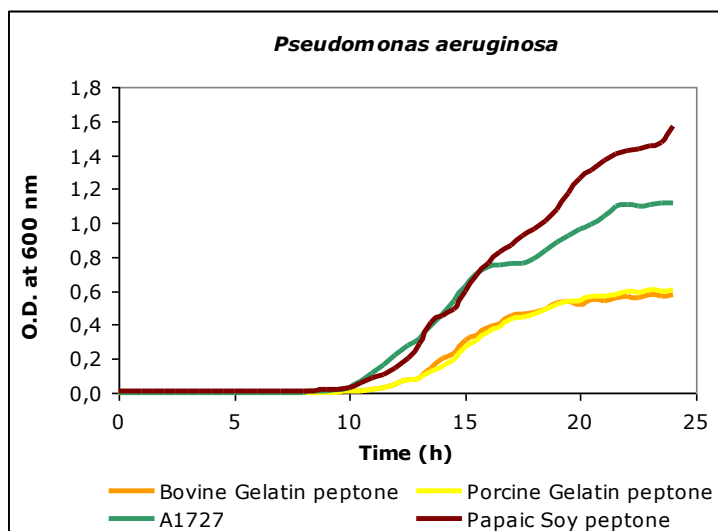 Pseudomonas aeruginosa
1,8
1,6
1,4
1,2
1,0
0,8
0,6
0,4
0,2
0,0
O.D. at 600 nm
0 5 10 15 20 25
Time (h)
Bovine Gelatin peptone Porcine Gelatin peptone
A1727 Papaic Soy peptone